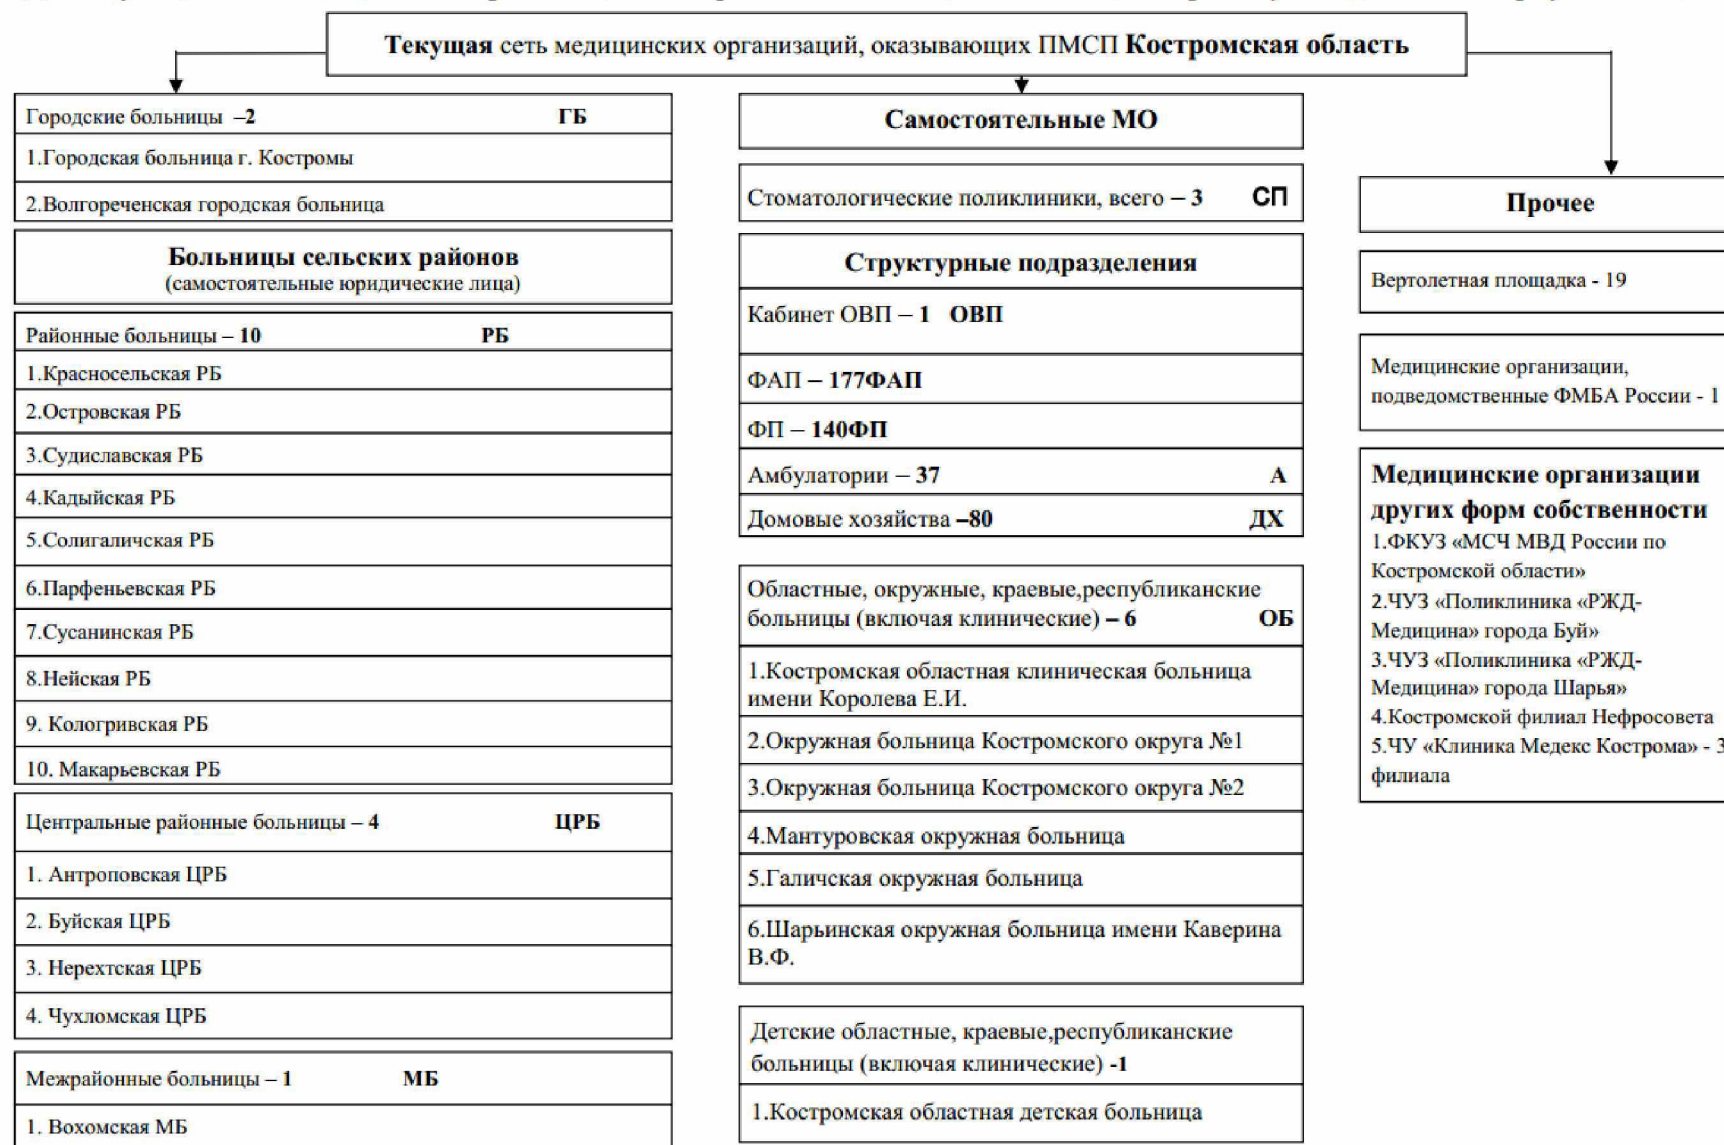 Текущая сеть медицинских организаций, оказывающих ПМСП Костромская область
Городские больницы –2 ГБ
1.Городская больница г. Костромы
2.Волгореченская городская больница
Больницы сельских районов
(самостоятельные юридические лица)
Районные больницы – 10 РБ
1.Красносельская РБ
2.Островская РБ
3.Судиславская РБ
4.Кадыйская РБ
5.Солигаличская РБ
6.Парфеньевская РБ
7.Сусанинская РБ
8.Нейская РБ
9. Кологривская РБ
10. Макарьевская РБ
Центральные районные больницы – 4 ЦРБ
1. Антроповская ЦРБ
2. Буйская ЦРБ
3. Нерехтская ЦРБ
4. Чухломская ЦРБ
Межрайонные больницы – 1 МБ
1. Вохомская МБ
Самостоятельные МО
Стоматологические поликлиники, всего – 3 СП
Структурные подразделения
Кабинет ОВП – 1 ОВП
ФАП – 177ФАП
ФП – 140ФП
Амбулатории – 37 А
Домовые хозяйства –80 ДХ
Областные, окружные, краевые,республиканские
больницы (включая клинические) – 6 ОБ
1.Костромская областная клиническая больница
имени Королева Е.И.
2.Окружная больница Костромского округа №1
3.Окружная больница Костромского округа №2
4.Мантуровская окружная больница
5.Галичская окружная больница
6.Шарьинская окружная больница имени Каверина
В.Ф.
Детские областные, краевые,республиканские
больницы (включая клинические) -1
1.Костромская областная детская больница
Прочее
Вертолетная площадка - 19
Медицинские организации,
подведомственные ФМБА России - 1
Медицинские организации
других форм собственности
1.ФКУЗ «МСЧ МВД России по
Костромской области»
2.ЧУЗ «Поликлиника «РЖД-
Медицина» города Буй»
3.ЧУЗ «Поликлиника «РЖД-
Медицина» города Шарья»
4.Костромской филиал Нефросовета
5.ЧУ «Клиника Медекс Кострома» - 3
филиала